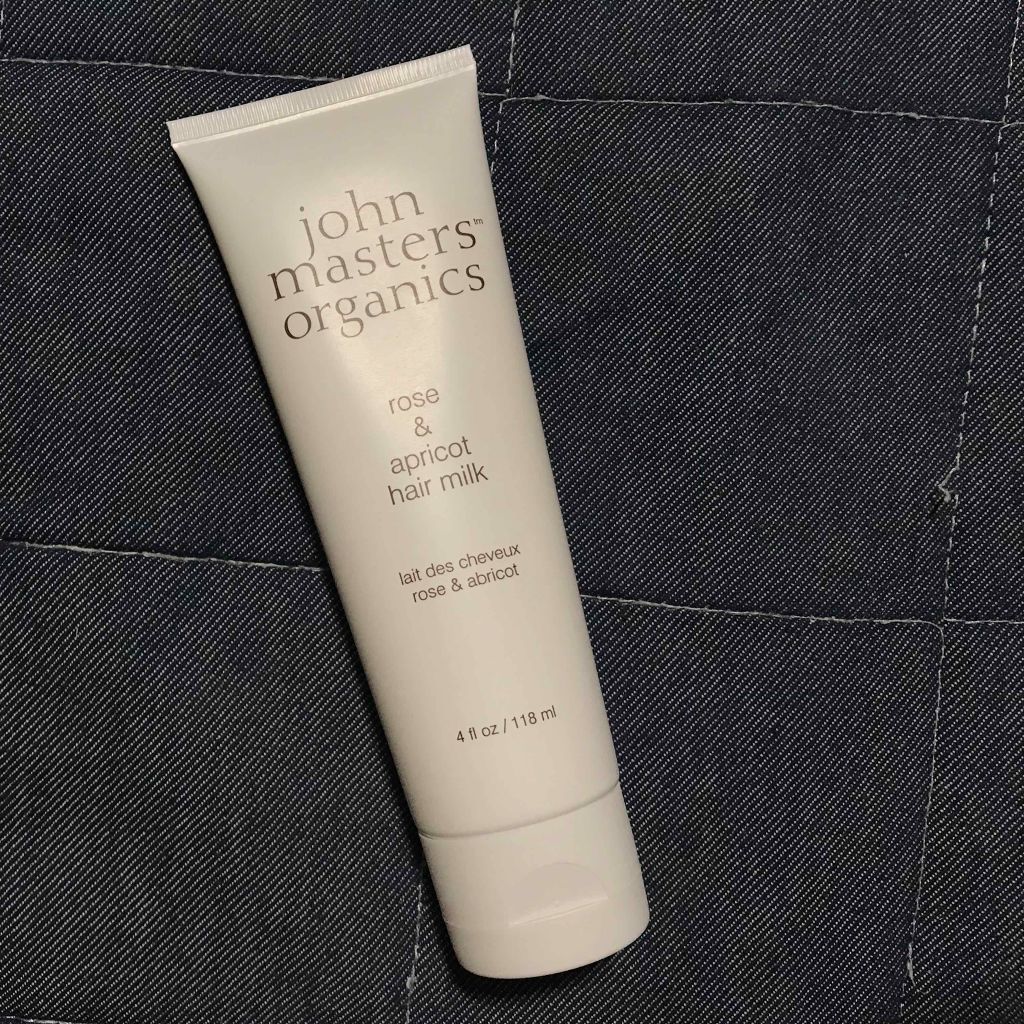 john
masters™
organics
rose
&
apricot
hair milk
lait des cheveux
rose & abricot
4 fl oz / 118 ml